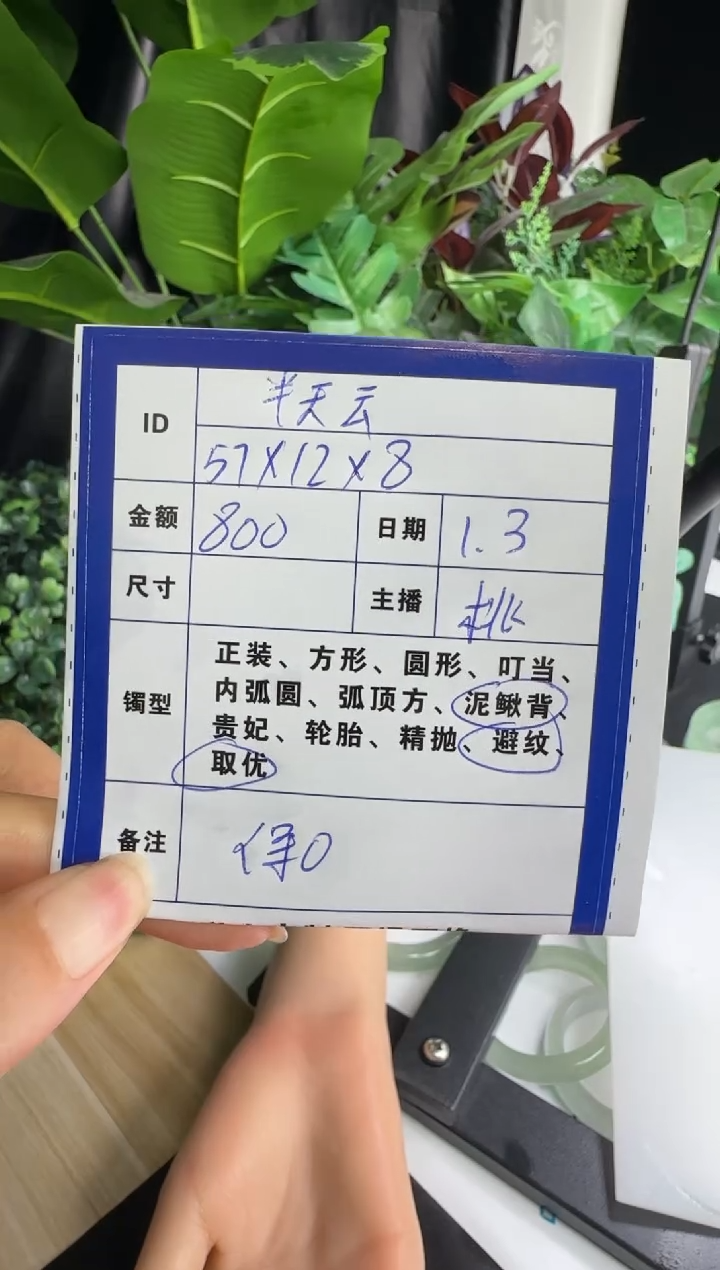 ID 半天云
57X12X8
金额 800 日期 1.3
尺寸 主播 桃
镯型 正装、方形、圆形、叮当、
内弧圆、弧顶方、泥鳅背、
贵妃、轮胎、精抛、避纹、
取优
备注 保0